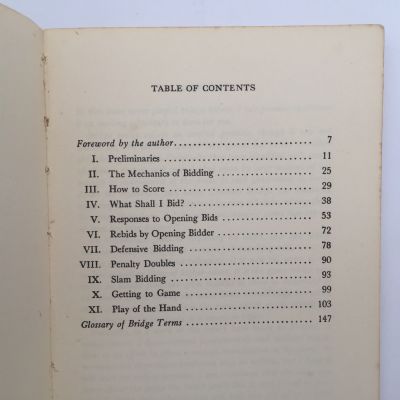 TABLE OF CONTENTS
Foreword by the author 7
I. Preliminaries 11
II. The Mechanics of Bidding 25
III. How to Score 29
IV. What Shall I Bid? 38
V. Responses to Opening Bids 53
VI. Rebids by Opening Bidder 72
VII. Defensive Bidding 78
VIII. Penalty Doubles 90
IX. Slam Bidding 93
X. Getting to Game 99
XI. Play of the Hand 103
Glossary of Bridge Terms 147